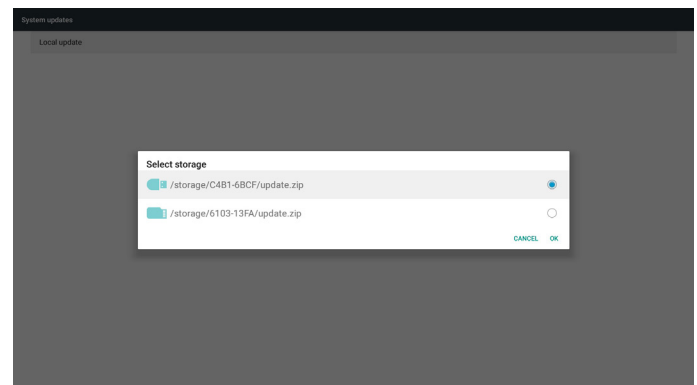 System updates
Local update
Select storage
/storage/C4B1-6BCF/update.zip
/storage/6103-13FA/update.zip
CANCEL OK